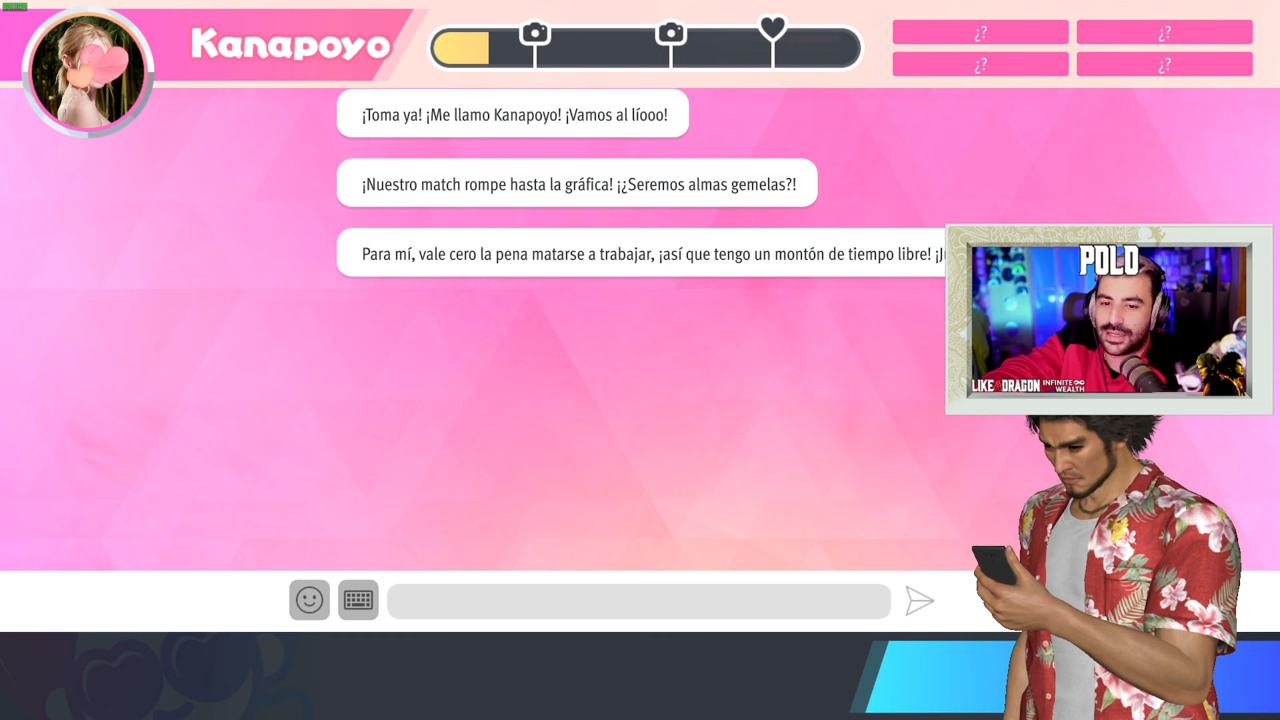 Kanapoyo
¿?
¿?
¿?
¿?
¡Toma ya! ¡Me llamo Kanapoyo! ¡Vamos al líooo!
¡Nuestro match rompe hasta la gráfica! ¡¿Seremos almas gemelas?!
Para mí, vale cero la pena matarse a trabajar, ¡así que tengo un montón de tiempo libre!
POLO
LIKE A DRAGON INFINITE
WEALTH